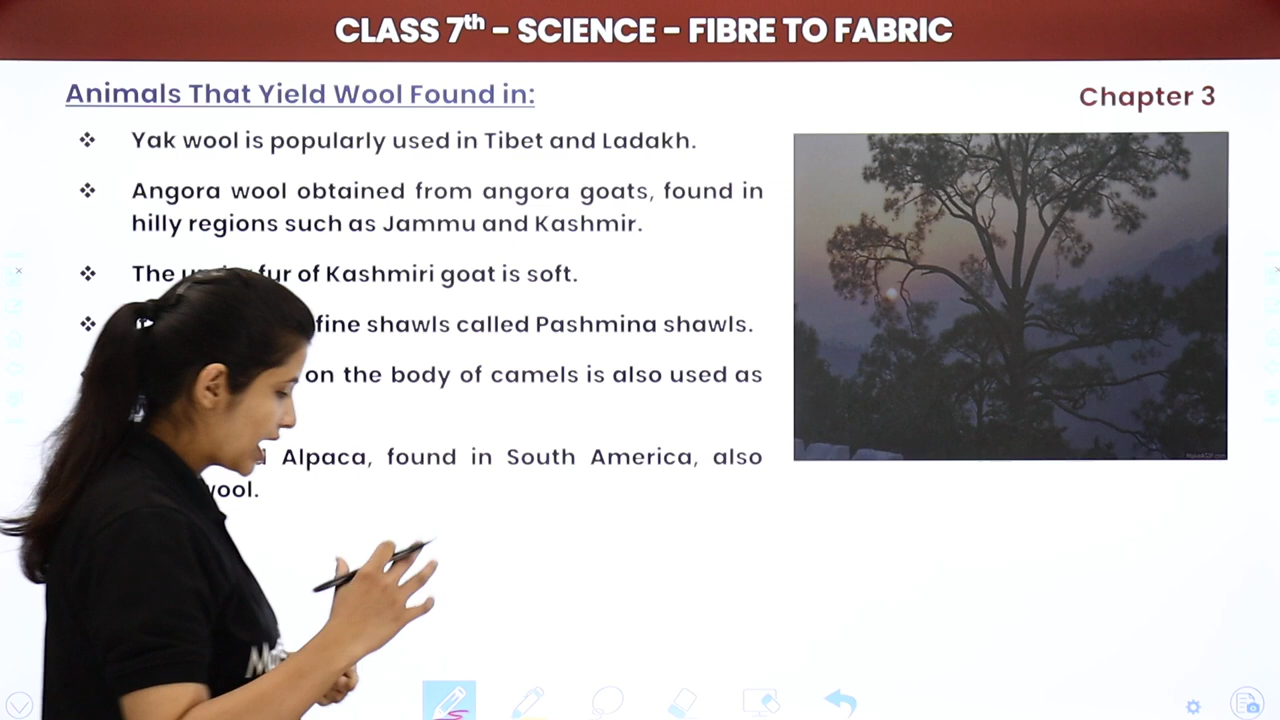 CLASS 7th - SCIENCE - FIBRE TO FABRIC
Animals That Yield Wool Found in:
Chapter 3
❖ Yak wool is popularly used in Tibet and Ladakh.
❖ Angora wool obtained from angora goats, found in
hilly regions such as Jammu and Kashmir.
❖ The fur of Kashmiri goat is soft.
❖ fine shawls called Pashmina shawls.
on the body of camels is also used as
Alpaca, found in South America, also
wool.